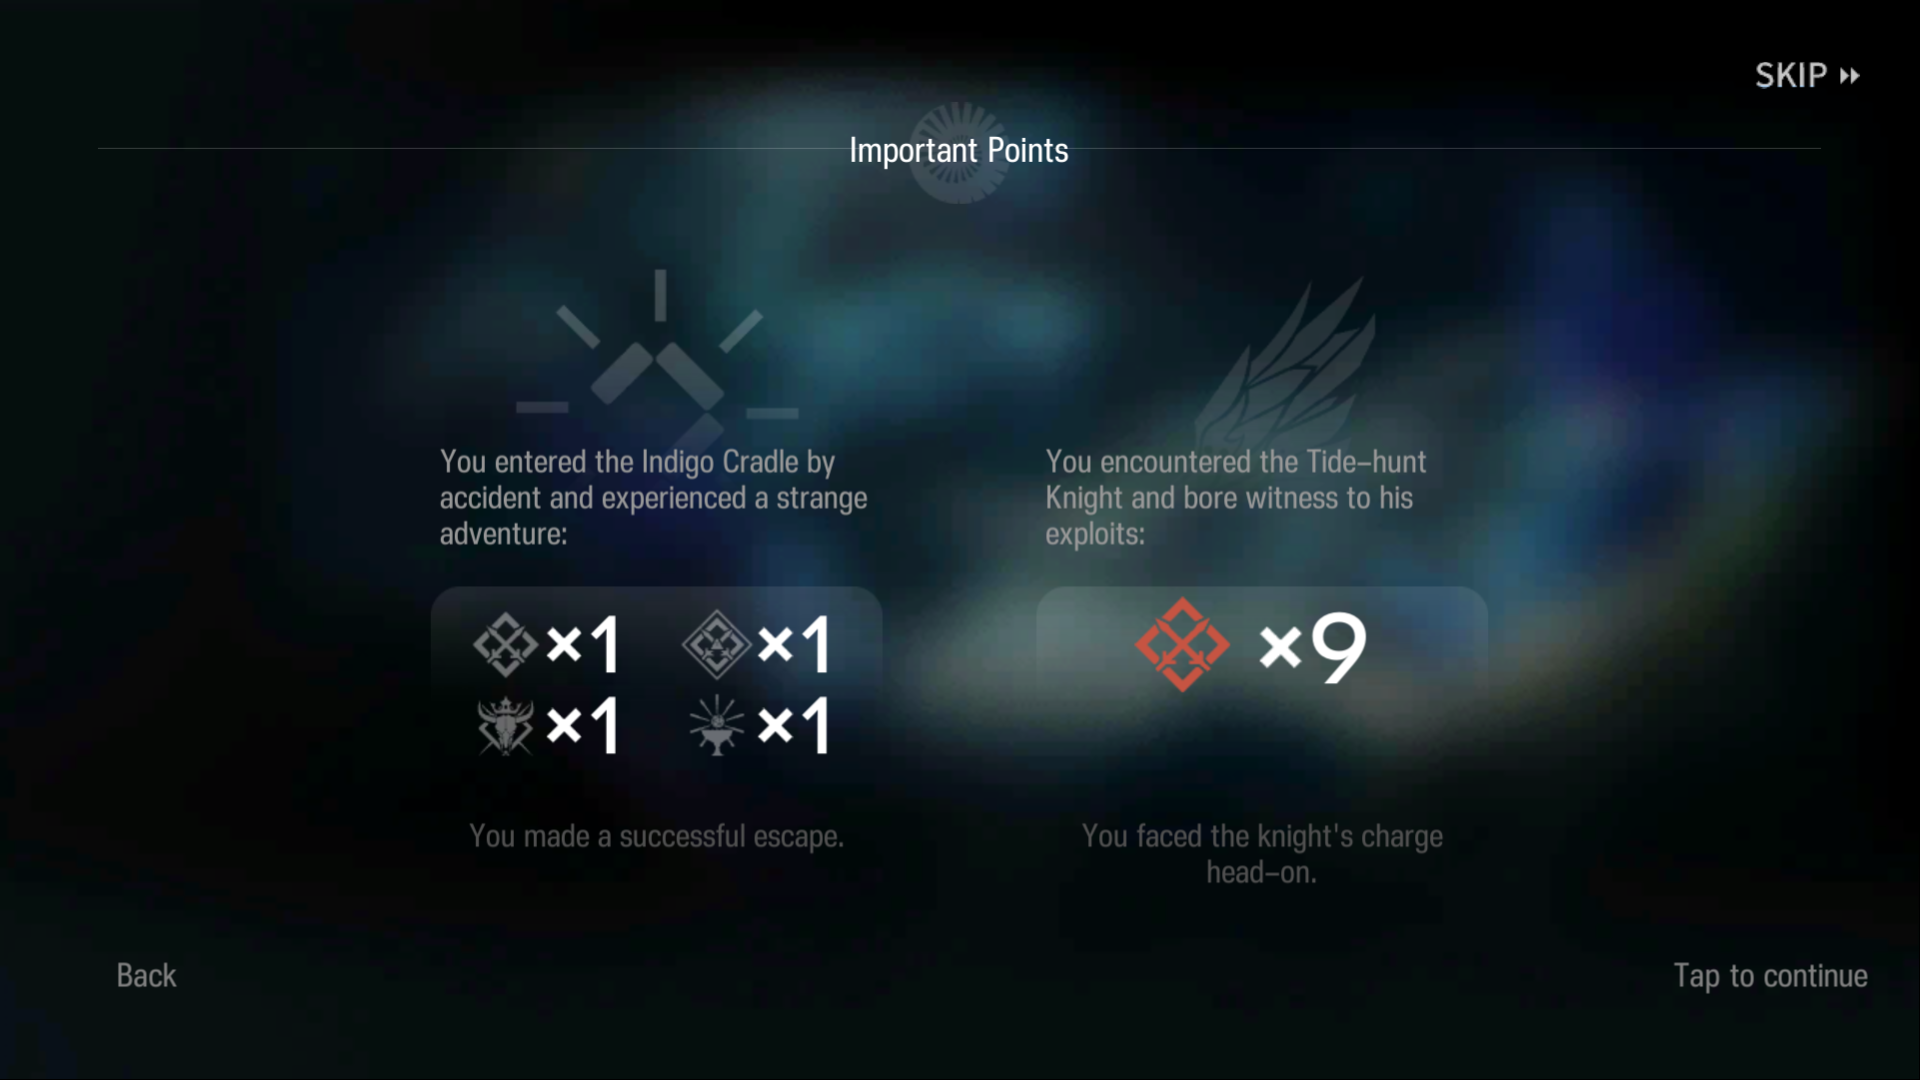 SKIP
Important Points
You entered the Indigo Cradle by
accident and experienced a strange
adventure:
×1 ×1
×1 ×1
You made a successful escape.
You encountered the Tide–hunt
Knight and bore witness to his
exploits:
×9
You faced the knight's charge
head–on.
Back
Tap to continue